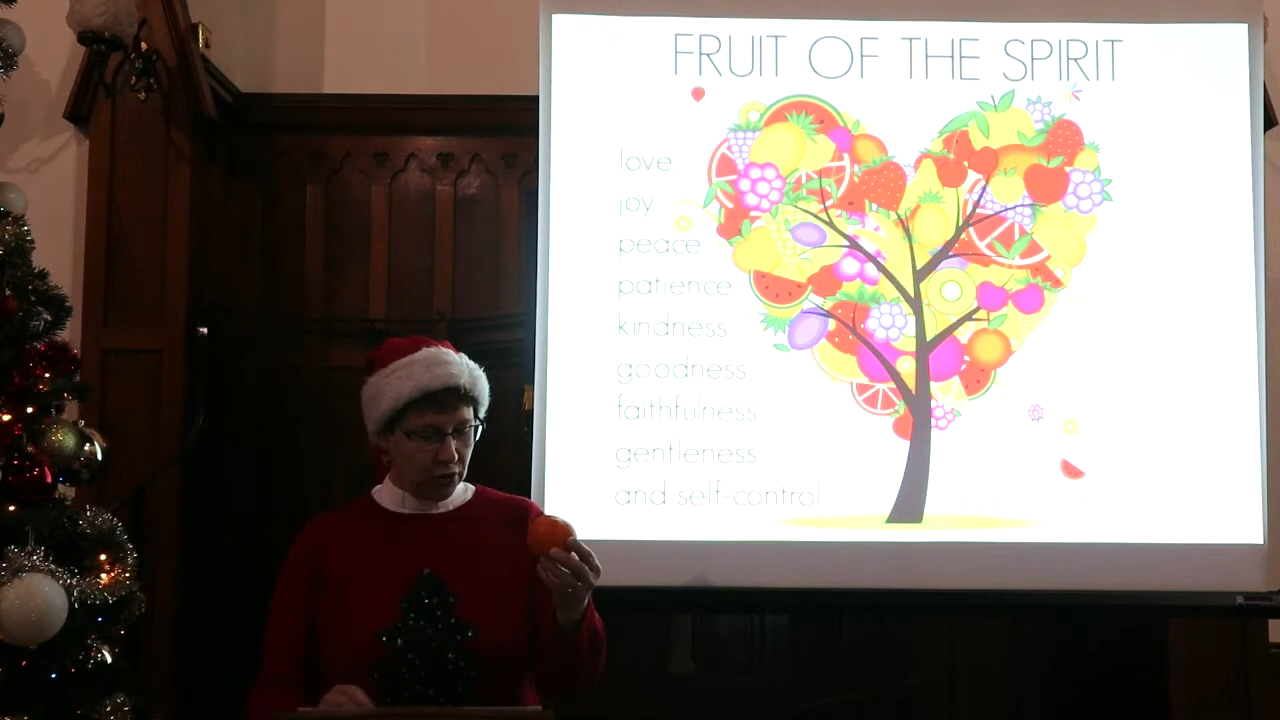 FRUIT OF THE SPIRIT
love
joy
peace
patience
kindness
goodness
faithfulness
gentleness
and self-control